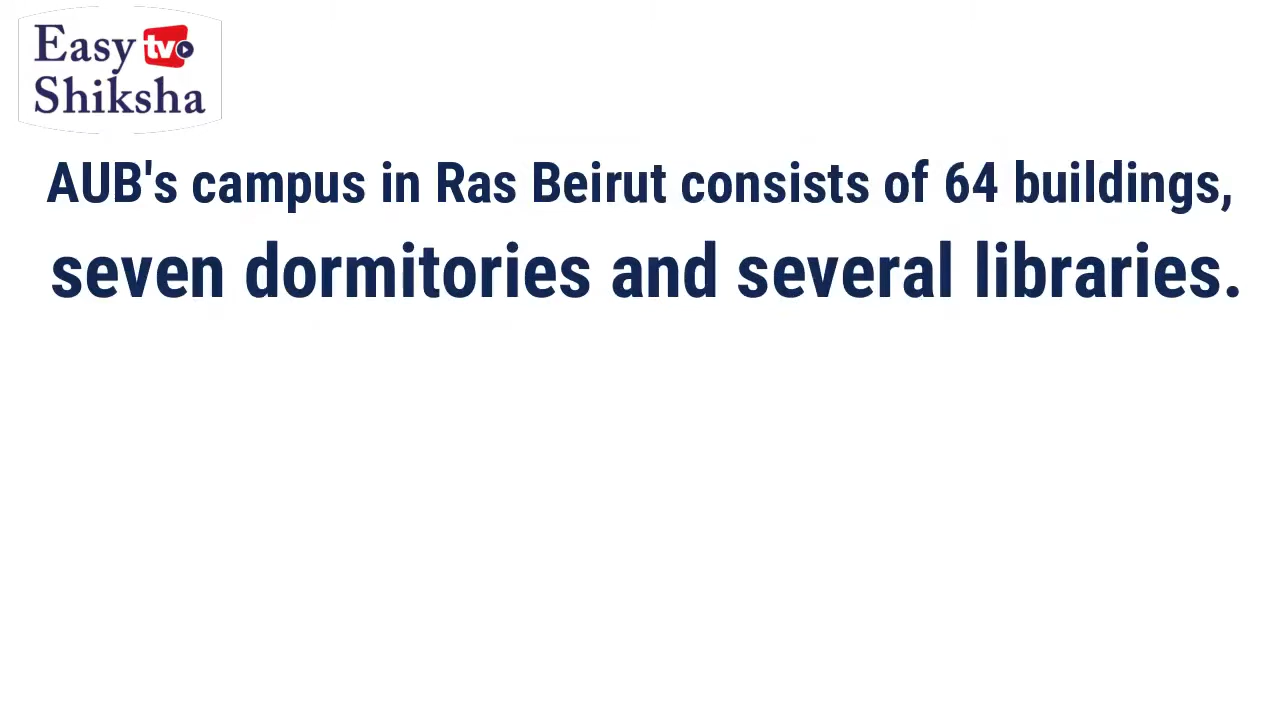 Easy tv
Shiksha
AUB's campus in Ras Beirut consists of 64 buildings,
seven dormitories and several libraries.